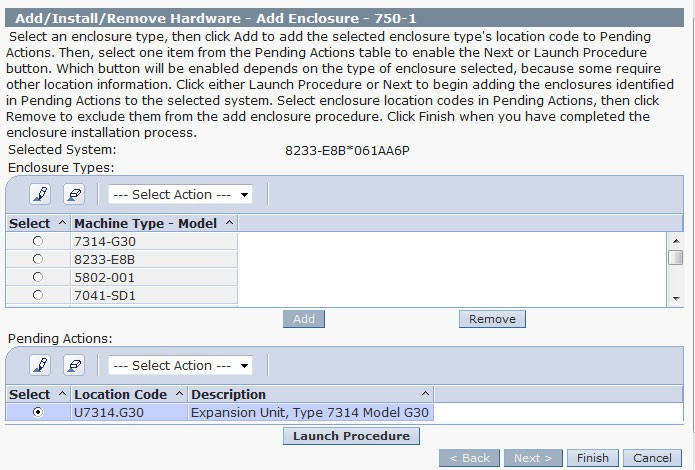 Add/Install/Remove Hardware - Add Enclosure - 750-1
Select an enclosure type, then click Add to add the selected enclosure type's location code to Pending
Actions. Then, select one item from the Pending Actions table to enable the Next or Launch Procedure
button. Which button will be enabled depends on the type of enclosure selected, because some require
other location information. Click either Launch Procedure or Next to begin adding the enclosures identified
in Pending Actions to the selected system. Select enclosure location codes in Pending Actions, then click
Remove to exclude them from the add enclosure procedure. Click Finish when you have completed the
enclosure installation process.
Selected System: 8233-E8B*061AA6P
Enclosure Types:
--- Select Action ---
Select ^ Machine Type - Model ^
7314-G30
8233-E8B
5802-001
7041-SD1
Add Remove
Pending Actions:
--- Select Action ---
Select ^ Location Code ^ Description ^
U7314.G30 Expansion Unit, Type 7314 Model G30
Launch Procedure
< Back Next > Finish Cancel